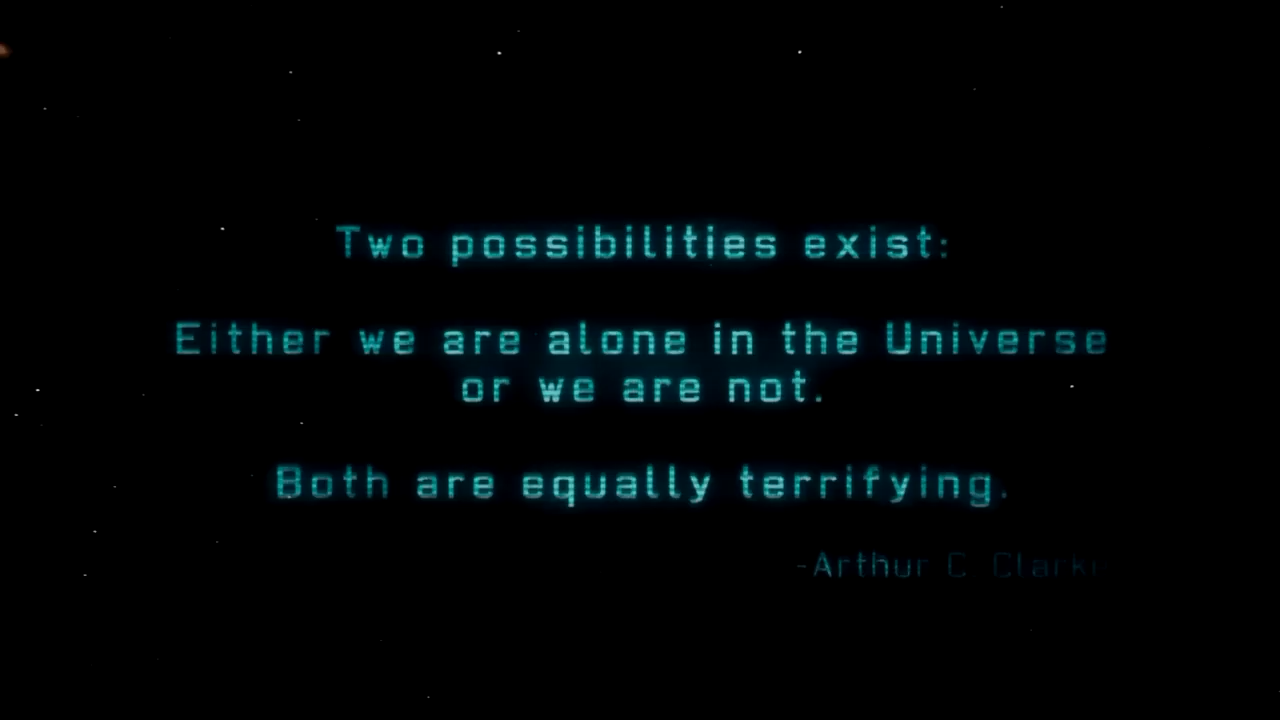 Two possibilities exist:
Either we are alone in the Universe
or we are not.
Both are equally terrifying.
-Arthur C Clarke